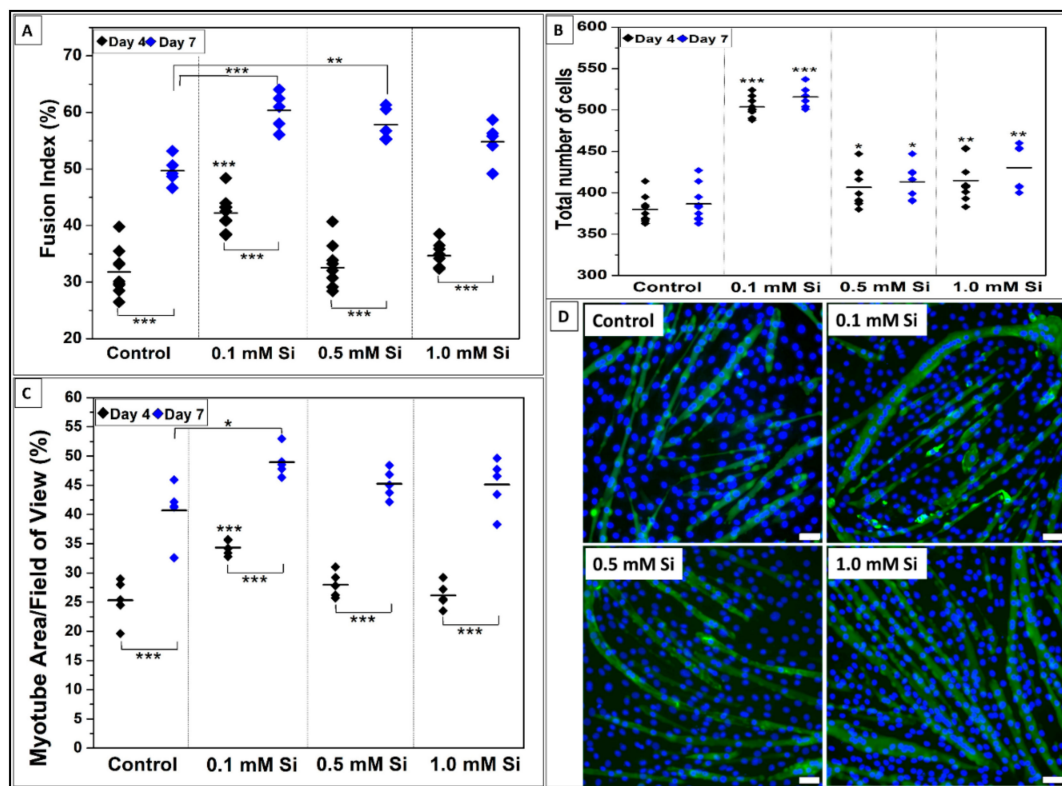 A
Day 4 Day 7
Fusion Index (%)
70
65
60
50
40
30
20
***
**
***
***
***
***
***
Control 0.1 mM Si 0.5 mM Si 1.0 mM Si
B
Day 4 Day 7
Total number of cells
600
550
500
450
400
350
300
*** ***
* *
** **
Control 0.1 mM Si 0.5 mM Si 1.0 mM Si
C
Day 4 Day 7
Myotube Area/Field of View (%)
60
55
50
45
40
35
30
25
20
15
10
5
0
*
***
***
***
***
***
Control 0.1 mM Si 0.5 mM Si 1.0 mM Si
D
Control
0.1 mM Si
0.5 mM Si
1.0 mM Si